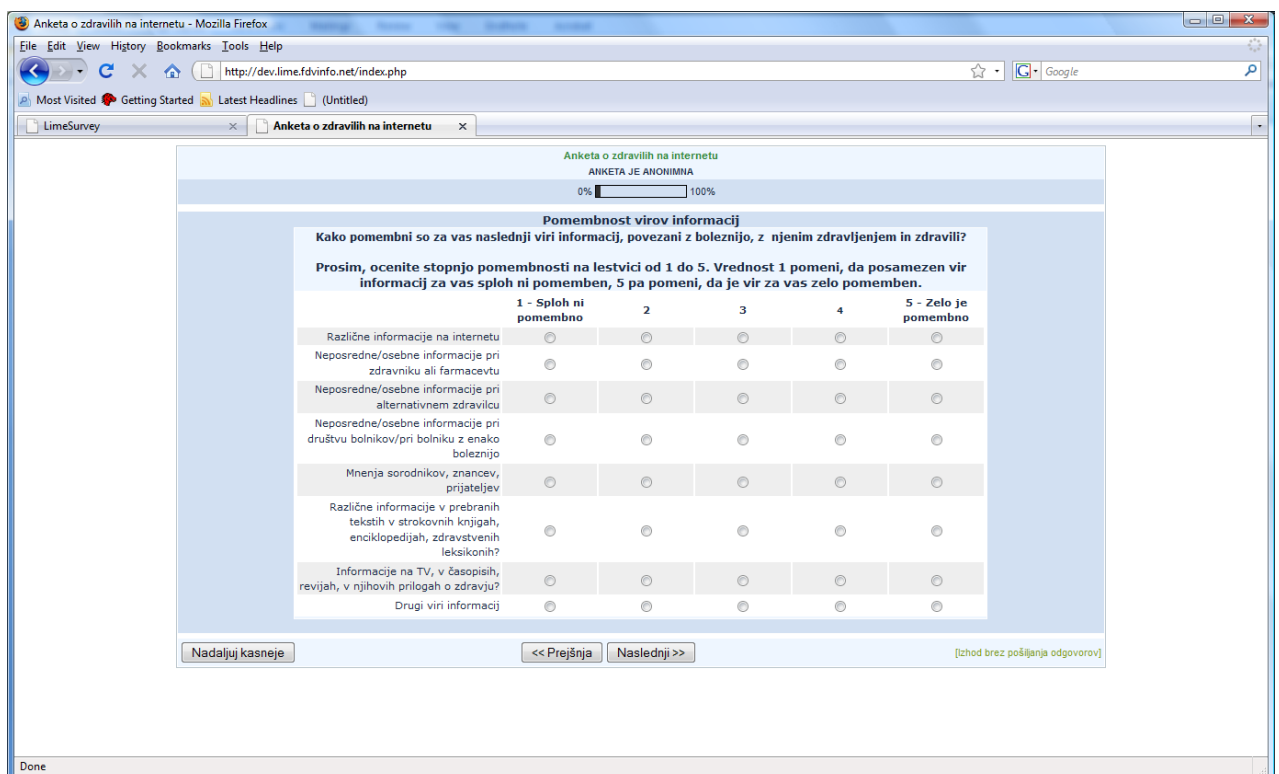 Anketa o zdravilih na internetu - Mozilla Firefox
File Edit View History Bookmarks Tools Help
http://dev.lime.fdvinfo.net/index.php
Google
Most Visited Getting Started Latest Headlines (Untitled)
LimeSurvey
Anketa o zdravilih na internetu
Anketa o zdravilih na internetu
ANKETA JE ANONIMNA
0% 100%
Pomembnost virov informacij
Kako pomembni so za vas naslednji viri informacij, povezani z boleznijo, z njenim zdravljenjem in zdravili?
Prosim, ocenite stopnjo pomembnosti na lestvici od 1 do 5. Vrednost 1 pomeni, da posamezen vir
informacij za vas sploh ni pomemben, 5 pa pomeni, da je vir za vas zelo pomemben.
1 - Sploh ni
pomembno
2
3
4
5 - Zelo je
pomembno
Različne informacije na internetu
Neposredne/osebne informacije pri
zdravniku ali farmacevtu
Neposredne/osebne informacije pri
alternativnem zdravilcu
Neposredne/osebne informacije pri
društvu bolnikov/pri bolniku z enako
boleznijo
Mnenja sorodnikov, znancev,
prijateljev
Različne informacije v prebranih
tekstih v strokovnih knjigah,
enciklopedijah, zdravstvenih
leksikonih?
Informacije na TV, v časopisih,
revijah, v njihovih prilogah o zdravju?
Drugi viri informacij
Nadaljuj kasneje
<< Prejšnja
Naslednji >>
[Izhod brez pošiljanja odgovorov]
Done